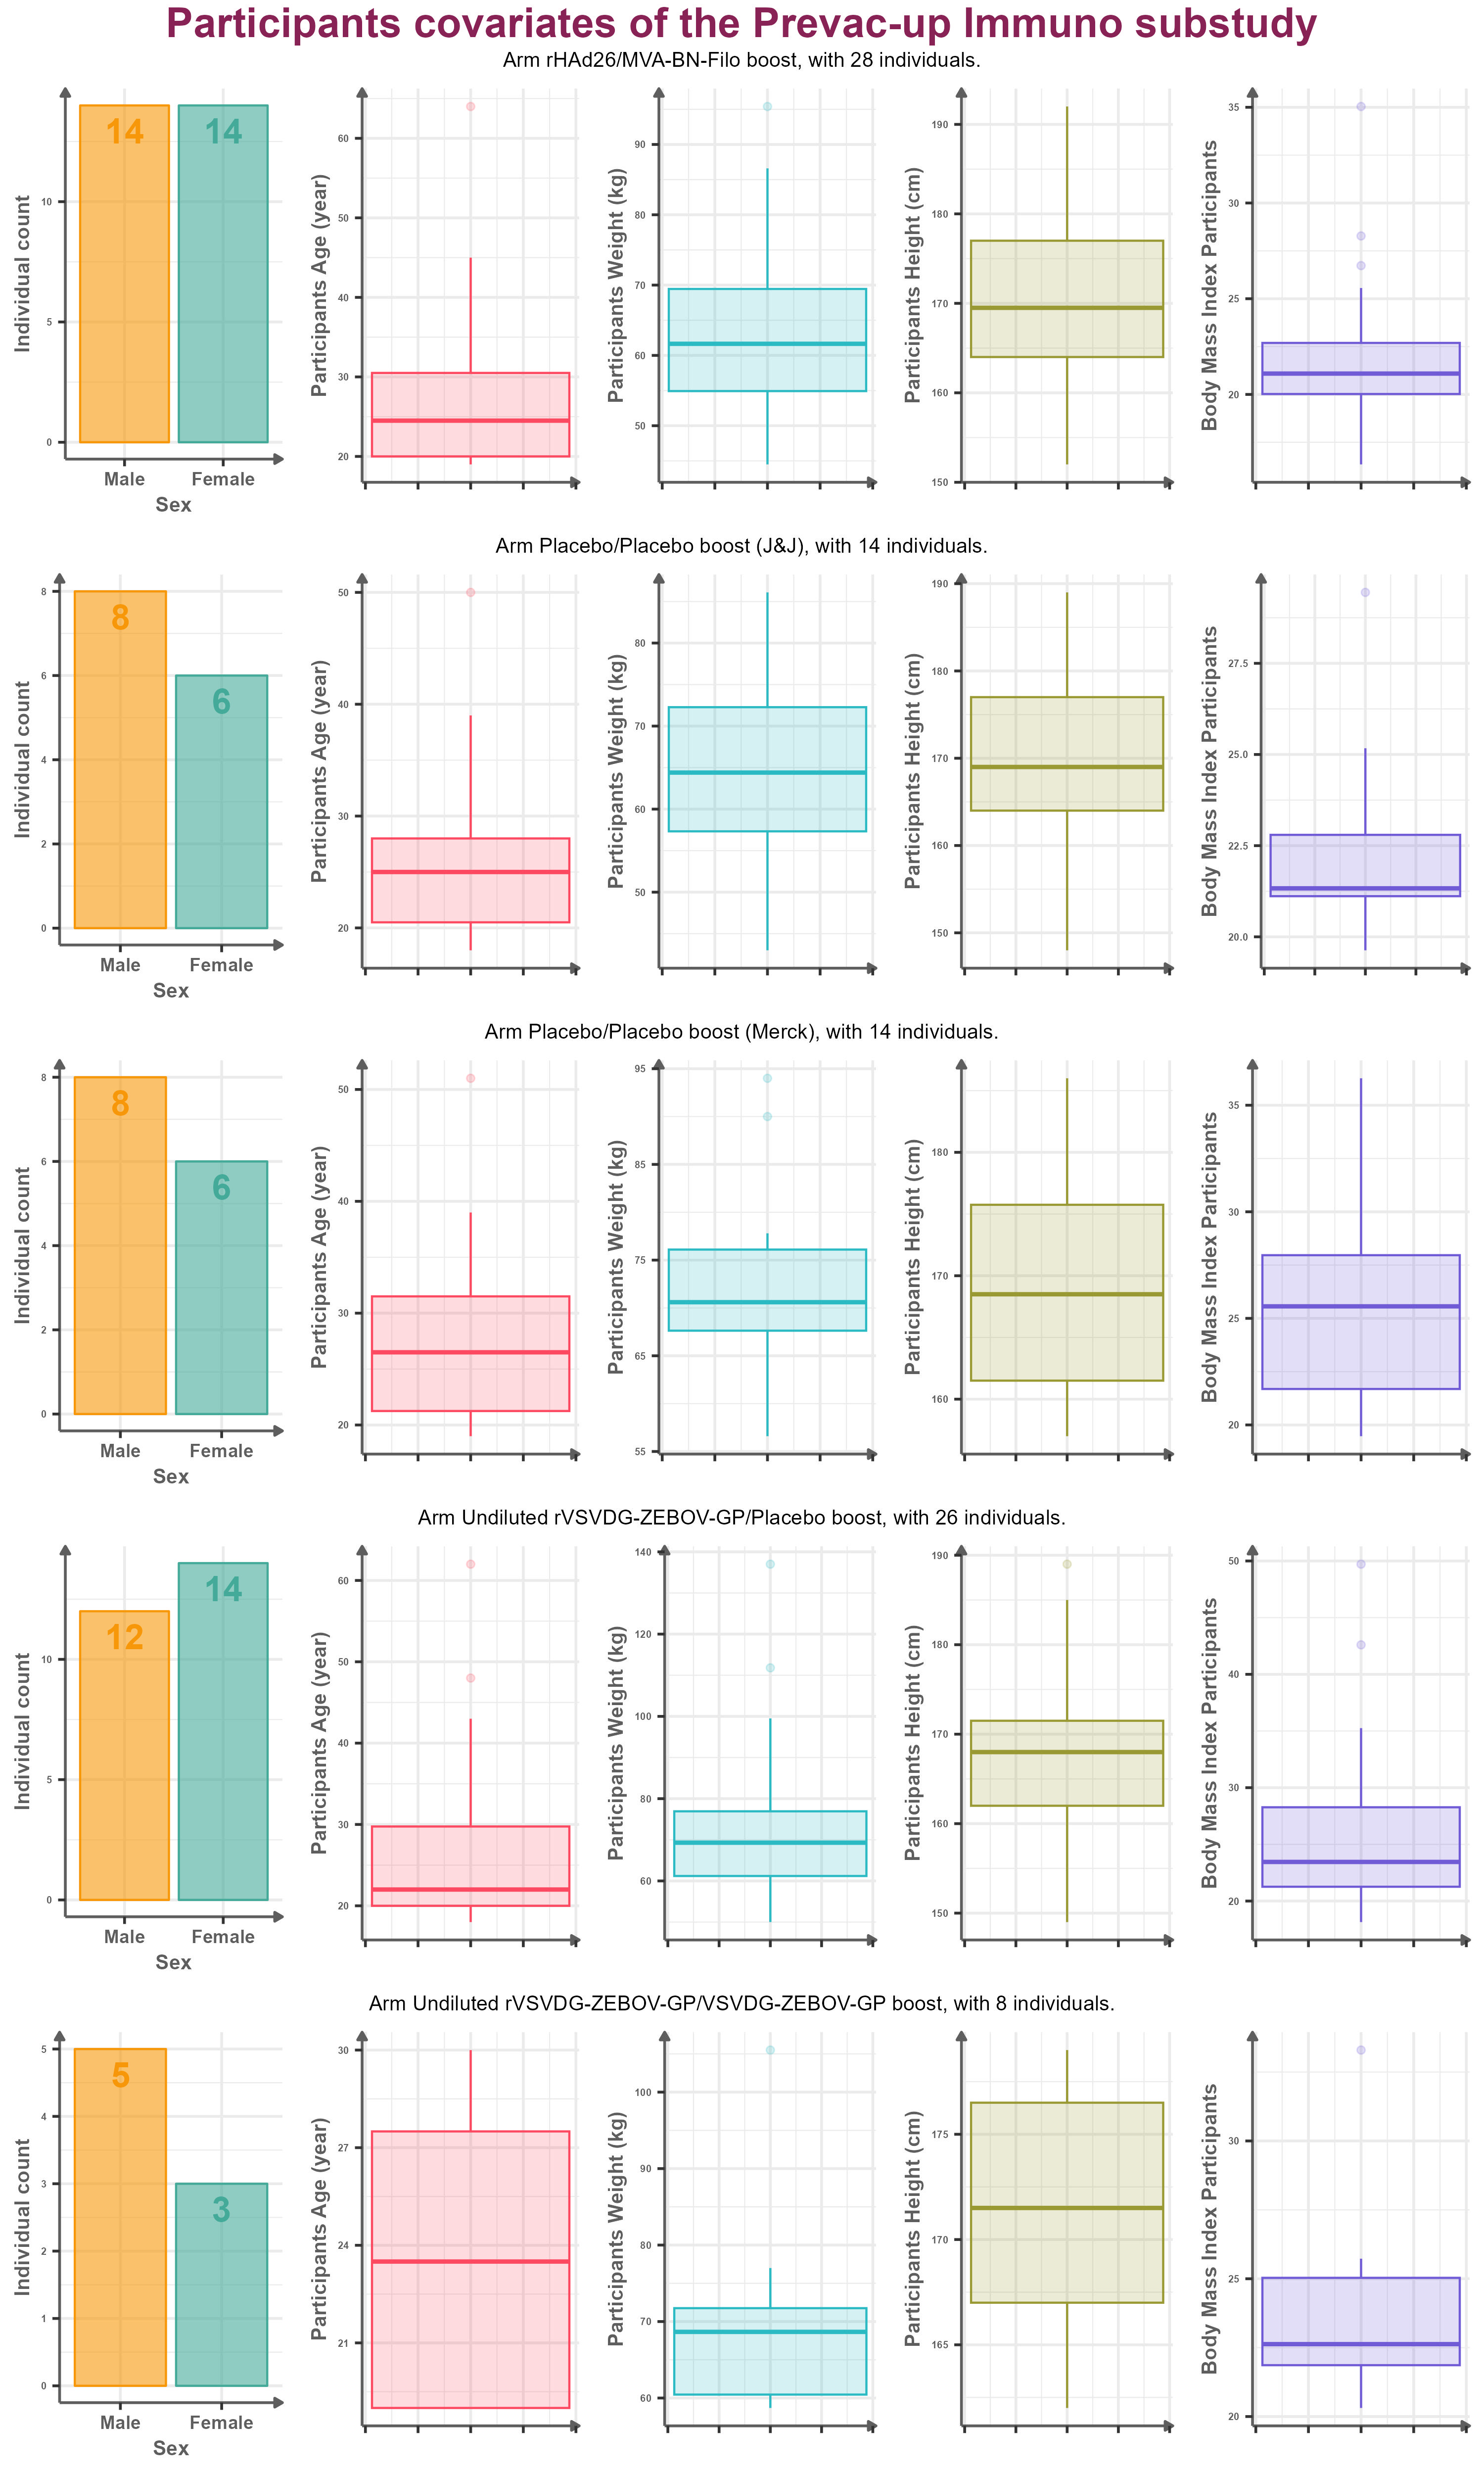 Participants covariates of the Prevac-up Immuno substudy
Arm rHAd26/MVA-BN-Filo boost, with 28 individuals.
Individual count
10
5
0
14
14
Male
Female
Sex
Participants Age (year)
60
50
40
30
20
Participants Weight (kg)
90
80
70
60
50
Participants Height (cm)
190
180
170
160
150
Body Mass Index Participants
35
30
25
20
Arm Placebo/Placebo boost (J&J), with 14 individuals.
Individual count
8
6
4
2
0
8
6
Male
Female
Sex
Participants Age (year)
50
40
30
20
Participants Weight (kg)
80
70
60
50
Participants Height (cm)
190
180
170
160
150
Body Mass Index Participants
27.5
25.0
22.5
20.0
Arm Placebo/Placebo boost (Merck), with 14 individuals.
Individual count
8
6
4
2
0
8
6
Male
Female
Sex
Participants Age (year)
50
40
30
20
Participants Weight (kg)
95
85
75
65
55
Participants Height (cm)
180
170
160
Body Mass Index Participants
35
30
25
20
Arm Undiluted rVSVDG-ZEBOV-GP/Placebo boost, with 26 individuals.
Individual count
10
5
0
12
14
Male
Female
Sex
Participants Age (year)
60
50
40
30
20
Participants Weight (kg)
140
120
100
80
60
Participants Height (cm)
190
180
170
160
150
Body Mass Index Participants
50
40
30
20
Arm Undiluted rVSVDG-ZEBOV-GP/VSVDG-ZEBOV-GP boost, with 8 individuals.
Individual count
5
4
3
2
1
0
5
3
Male
Female
Sex
Participants Age (year)
30
27
24
21
Participants Weight (kg)
100
90
80
70
60
Participants Height (cm)
175
170
165
Body Mass Index Participants
30
25
20